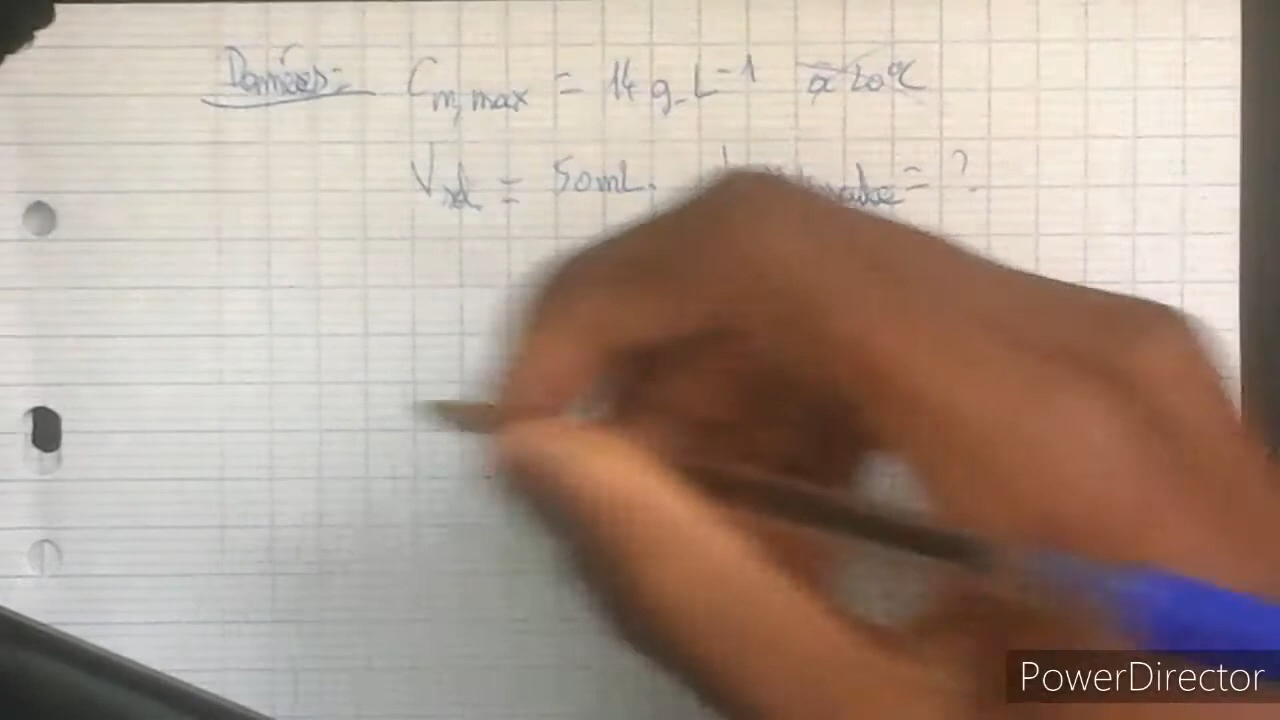 Données: Cm,max = 14 g.L-1 à 20°C
Vsol = 50mL. = ?
PowerDirector